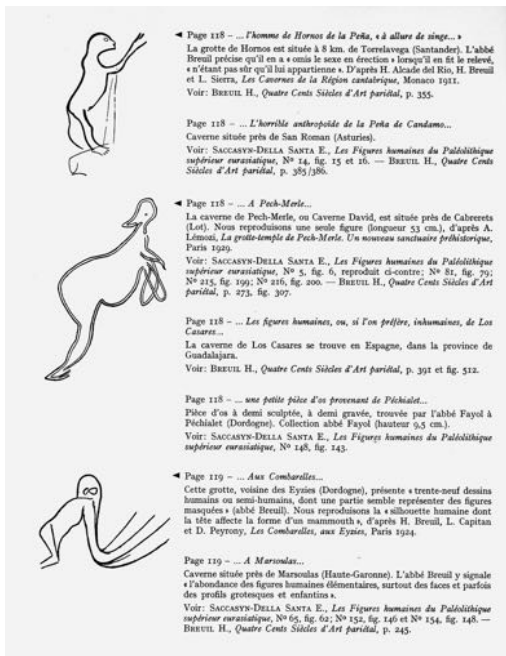 ◄ Page 118 – ... l'homme de Hornos de la Peña, « à allure de singe... »
La grotte de Hornos est située à 8 km. de Torrelavega (Santander). L'abbé
Breuil précise qu'il en a « omis le sexe en érection » lorsqu'il en fit le relevé,
« n'étant pas sûr qu'il lui appartienne ». D'après H. Alcade del Rio, H. Breuil
et L. Sierra, Les Cavernes de la Région cantabrique, Monaco 1911.
Voir: BREUIL H., Quatre Cents Siècles d'Art pariétal, p. 355.
Page 118 – ... L'horrible anthropoïde de la Peña de Candamo...
Caverne située près de San Roman (Asturies).
Voir: SACCASYN-DELLA SANTA E., Les Figures humaines du Paléolithique
supérieur eurasiatique, Nº 14, fig. 15 et 16. — BREUIL H., Quatre Cents
Siècles d'Art pariétal, p. 385/386.
◄ Page 118 – ... A Pech-Merle...
La caverne de Pech-Merle, ou Caverne David, est située près de Cabrerets
(Lot). Nous reproduisons une seule figure (longueur 53 cm.), d'après A.
Lémozi, La grotte-temple de Pech-Merle. Un nouveau sanctuaire préhistorique,
Paris 1929.
Voir: SACCASYN-DELLA SANTA E., Les Figures humaines du Paléolithique
supérieur eurasiatique, Nº 5, fig. 6, reproduit ci-contre; Nº 81, fig. 79;
Nº 215, fig. 199; Nº 216, fig. 200. — BREUIL H., Quatre Cents Siècles d'Art
pariétal, p. 273, fig. 307.
Page 118 – ... Les figures humaines, ou, si l'on préfère, inhumaines, de Los
Casares...
La caverne de Los Casares se trouve en Espagne, dans la province de
Guadalajara.
Voir: BREUIL H., Quatre Cents Siècles d'Art pariétal, p. 391 et fig. 512.
Page 118 – ... une petite pièce d'os provenant de Péchialet...
Pièce d'os à demi sculptée, à demi gravée, trouvée par l'abbé Fayol à
Péchialet (Dordogne). Collection abbé Fayol (hauteur 9,5 cm.).
Voir: SACCASYN-DELLA SANTA E., Les Figures humaines du Paléolithique
supérieur eurasiatique, Nº 148, fig. 143.
◄ Page 119 – ... Aux Combarelles...
Cette grotte, voisine des Eyzies (Dordogne), présente « trente-neuf dessins
humains ou semi-humains, dont une partie semble représenter des figures
masquées » (abbé Breuil). Nous reproduisons la « silhouette humaine dont
la tête affecte la forme d'un mammouth », d'après H. Breuil, L. Capitan
et D. Peyrony, Les Combarelles, aux Eyzies, Paris 1924.
Page 119 – ... A Marsoulas...
Caverne située près de Marsoulas (Haute-Garonne). L'abbé Breuil y signale
« l'abondance des figures humaines élémentaires, surtout des faces et parfois
des profils grotesques et enfantins ».
Voir: SACCASYN-DELLA SANTA E., Les Figures humaines du Paléolithique
supérieur eurasiatique, Nº 65, fig. 62; Nº 152, fig. 146 et Nº 154, fig. 148. —
BREUIL H., Quatre Cents Siècles d'Art pariétal, p. 245.